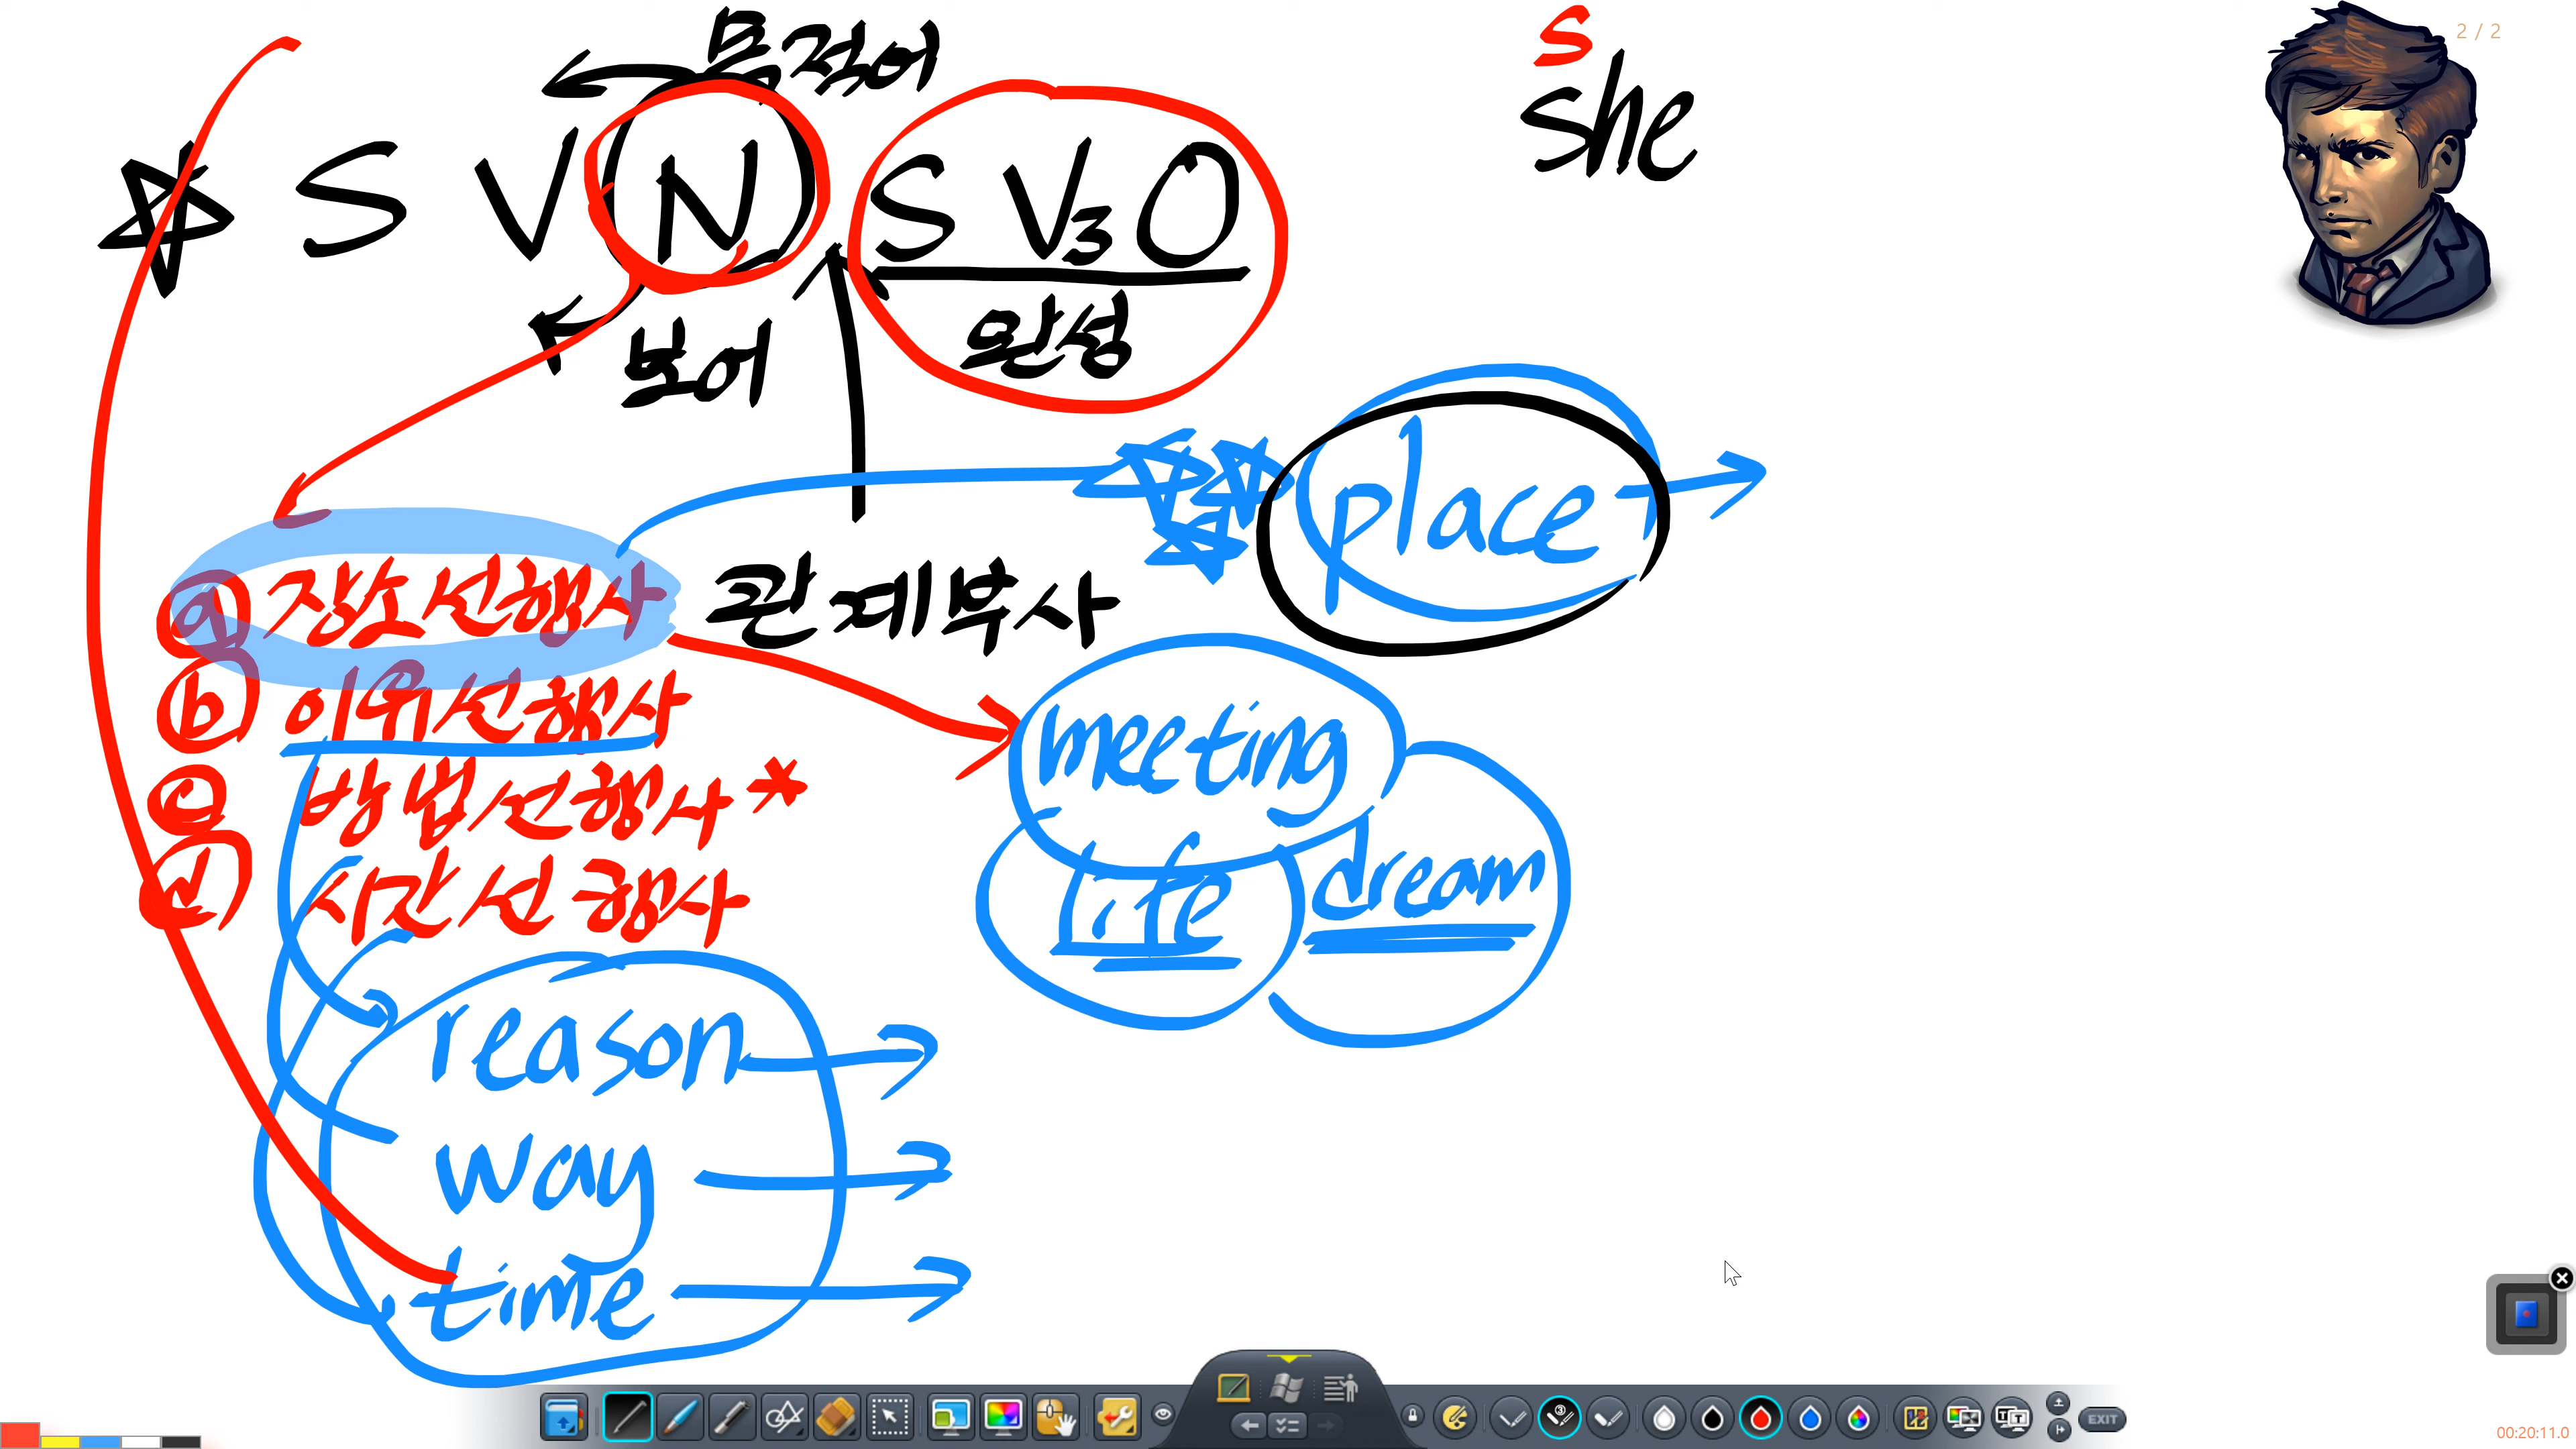 목적어
s
she
2 / 2
S V N S V3 O
보어
완성
place
ⓐ 장소선행사
관계부사
ⓑ 이유선행사
meeting
ⓒ 방법선행사 *
life dream
ⓓ 시간선행사
reason
way
time
EXIT
00:20:11.0